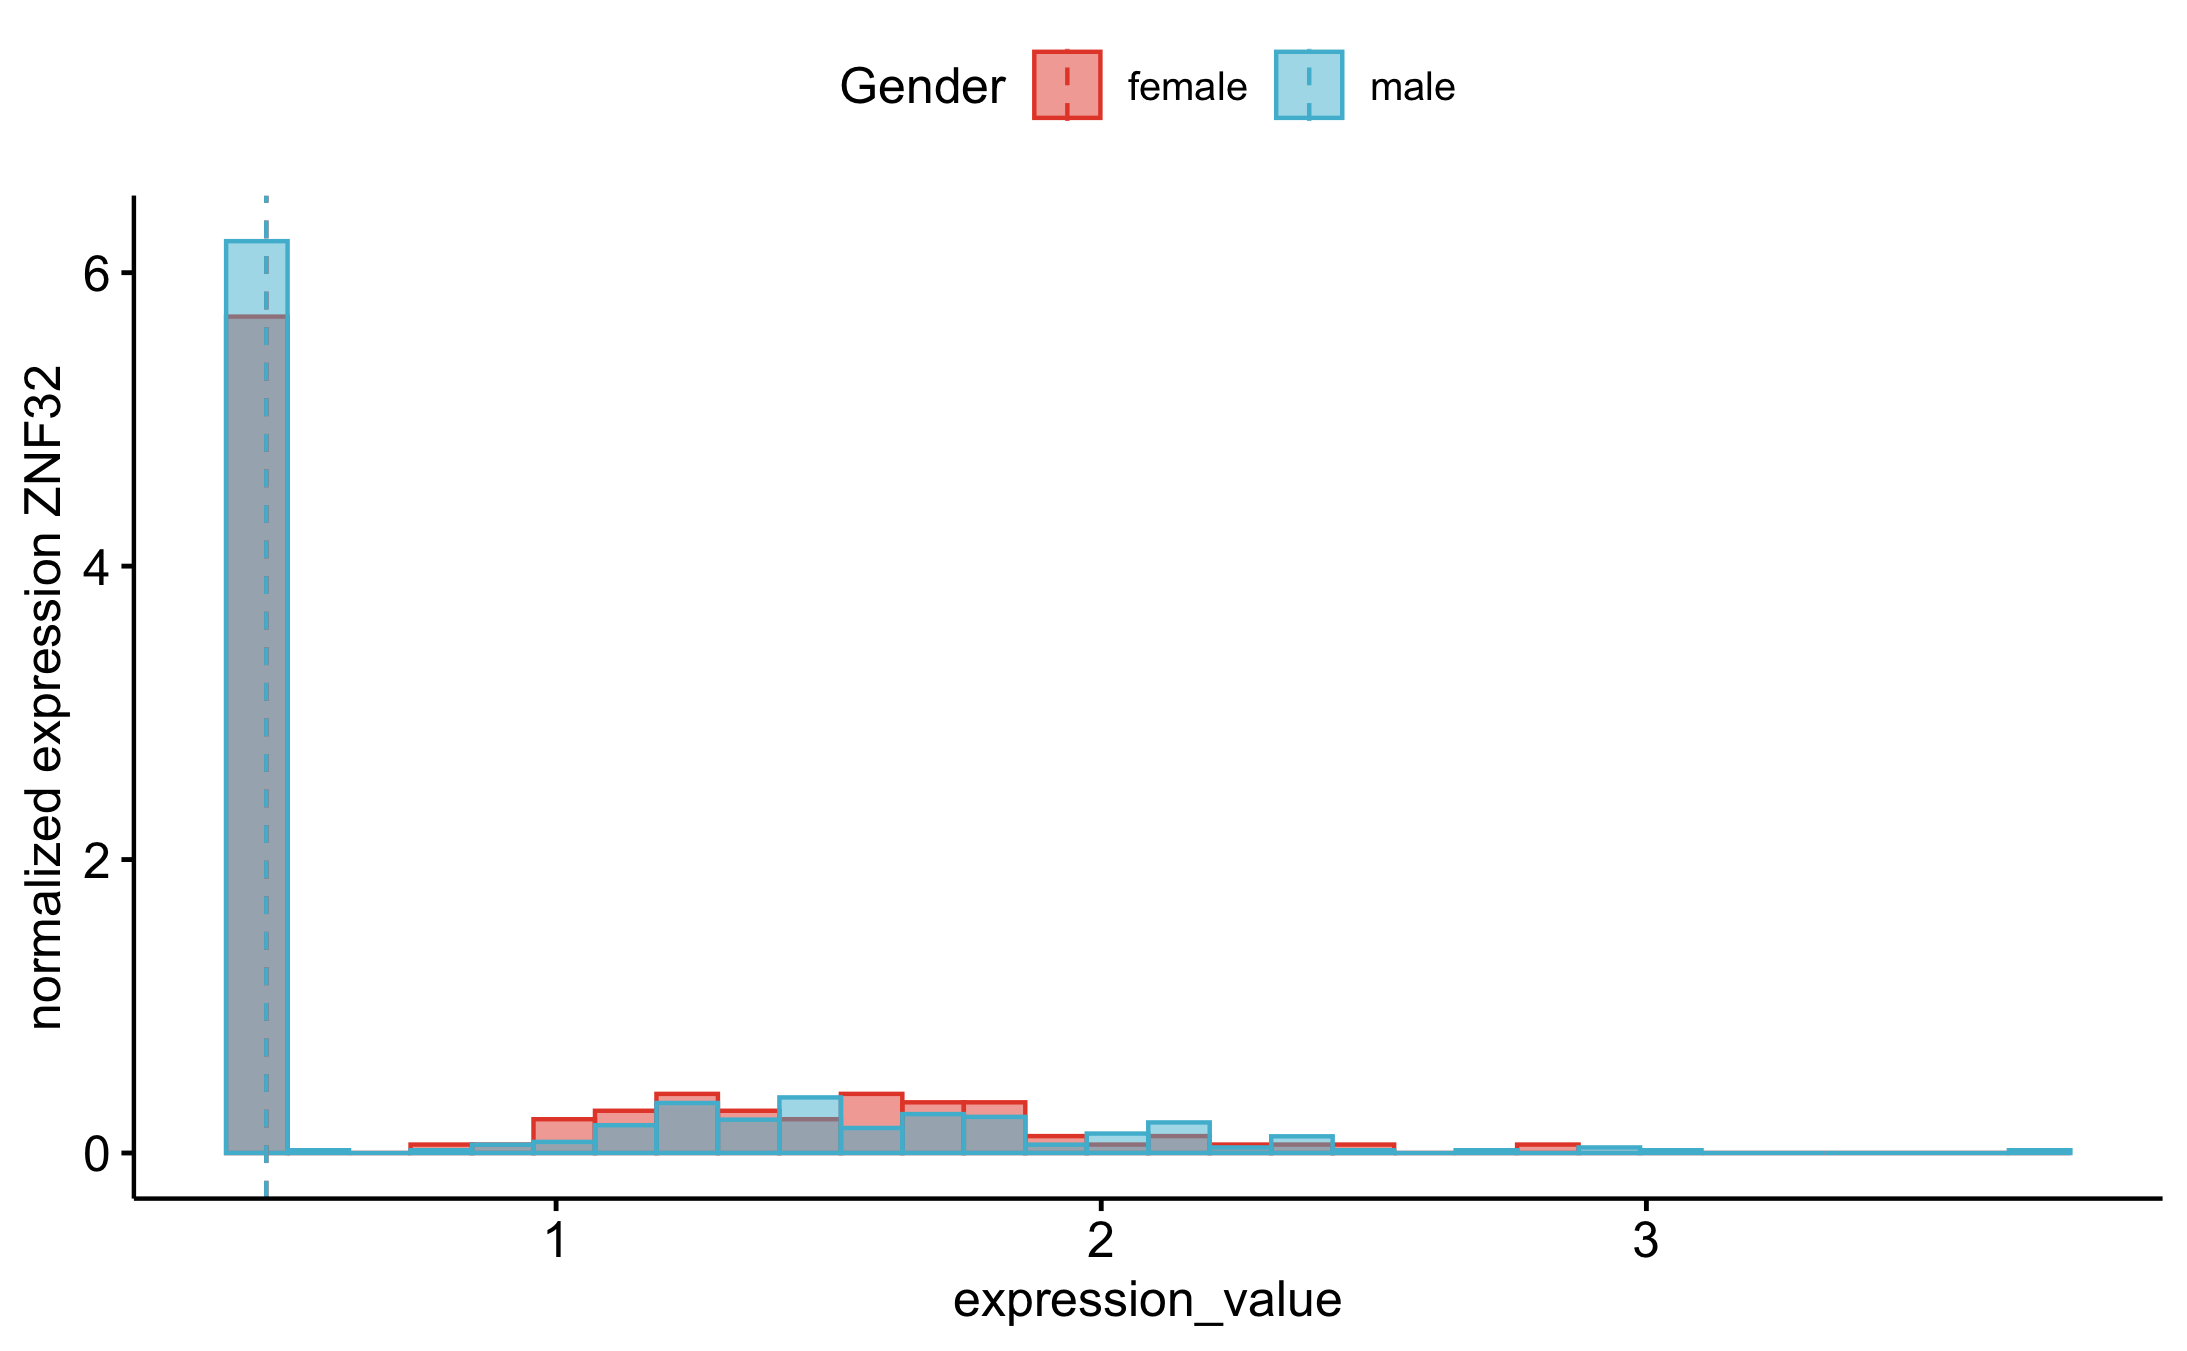 Gender female male
normalized expression ZNF32
6
4
2
0
1 2 3
expression_value